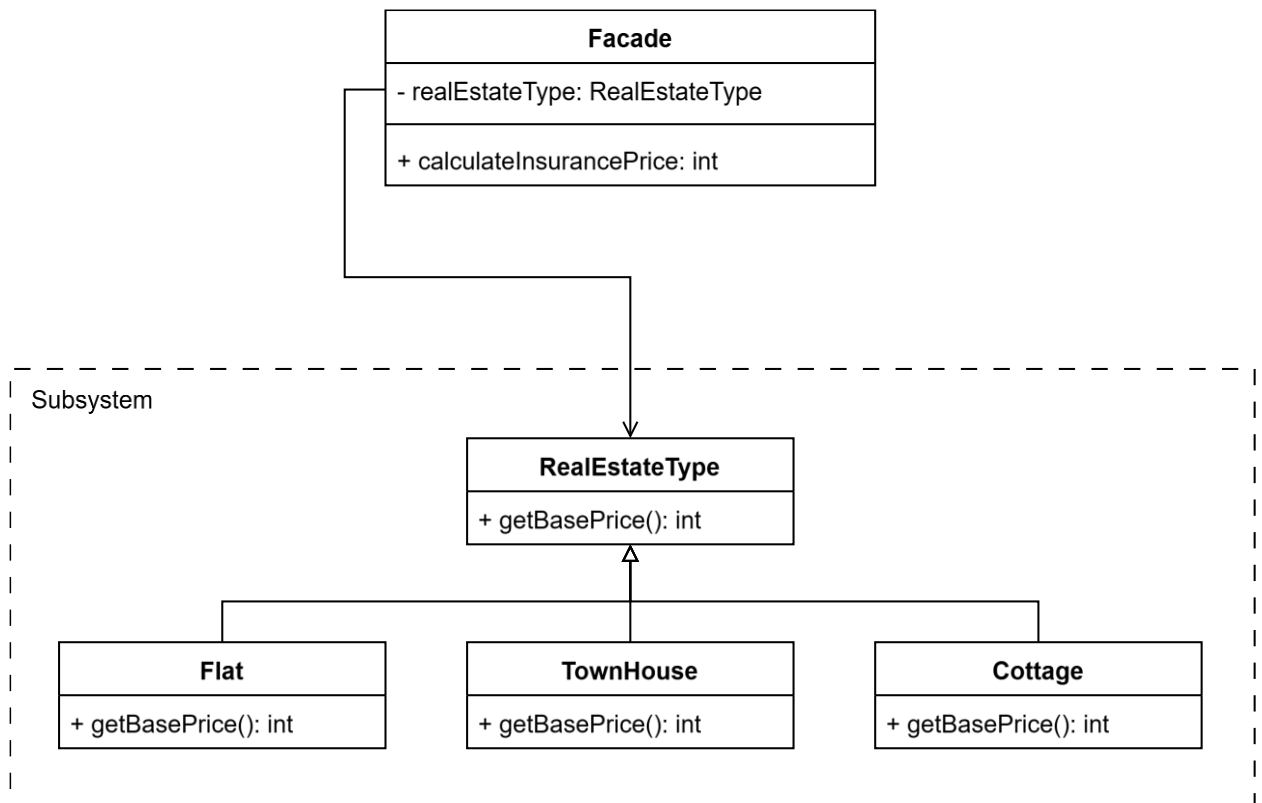 Facade
- realEstateType: RealEstateType
+ calculateInsurancePrice: int
Subsystem
RealEstateType
+ getBasePrice(): int
Flat
+ getBasePrice(): int
TownHouse
+ getBasePrice(): int
Cottage
+ getBasePrice(): int